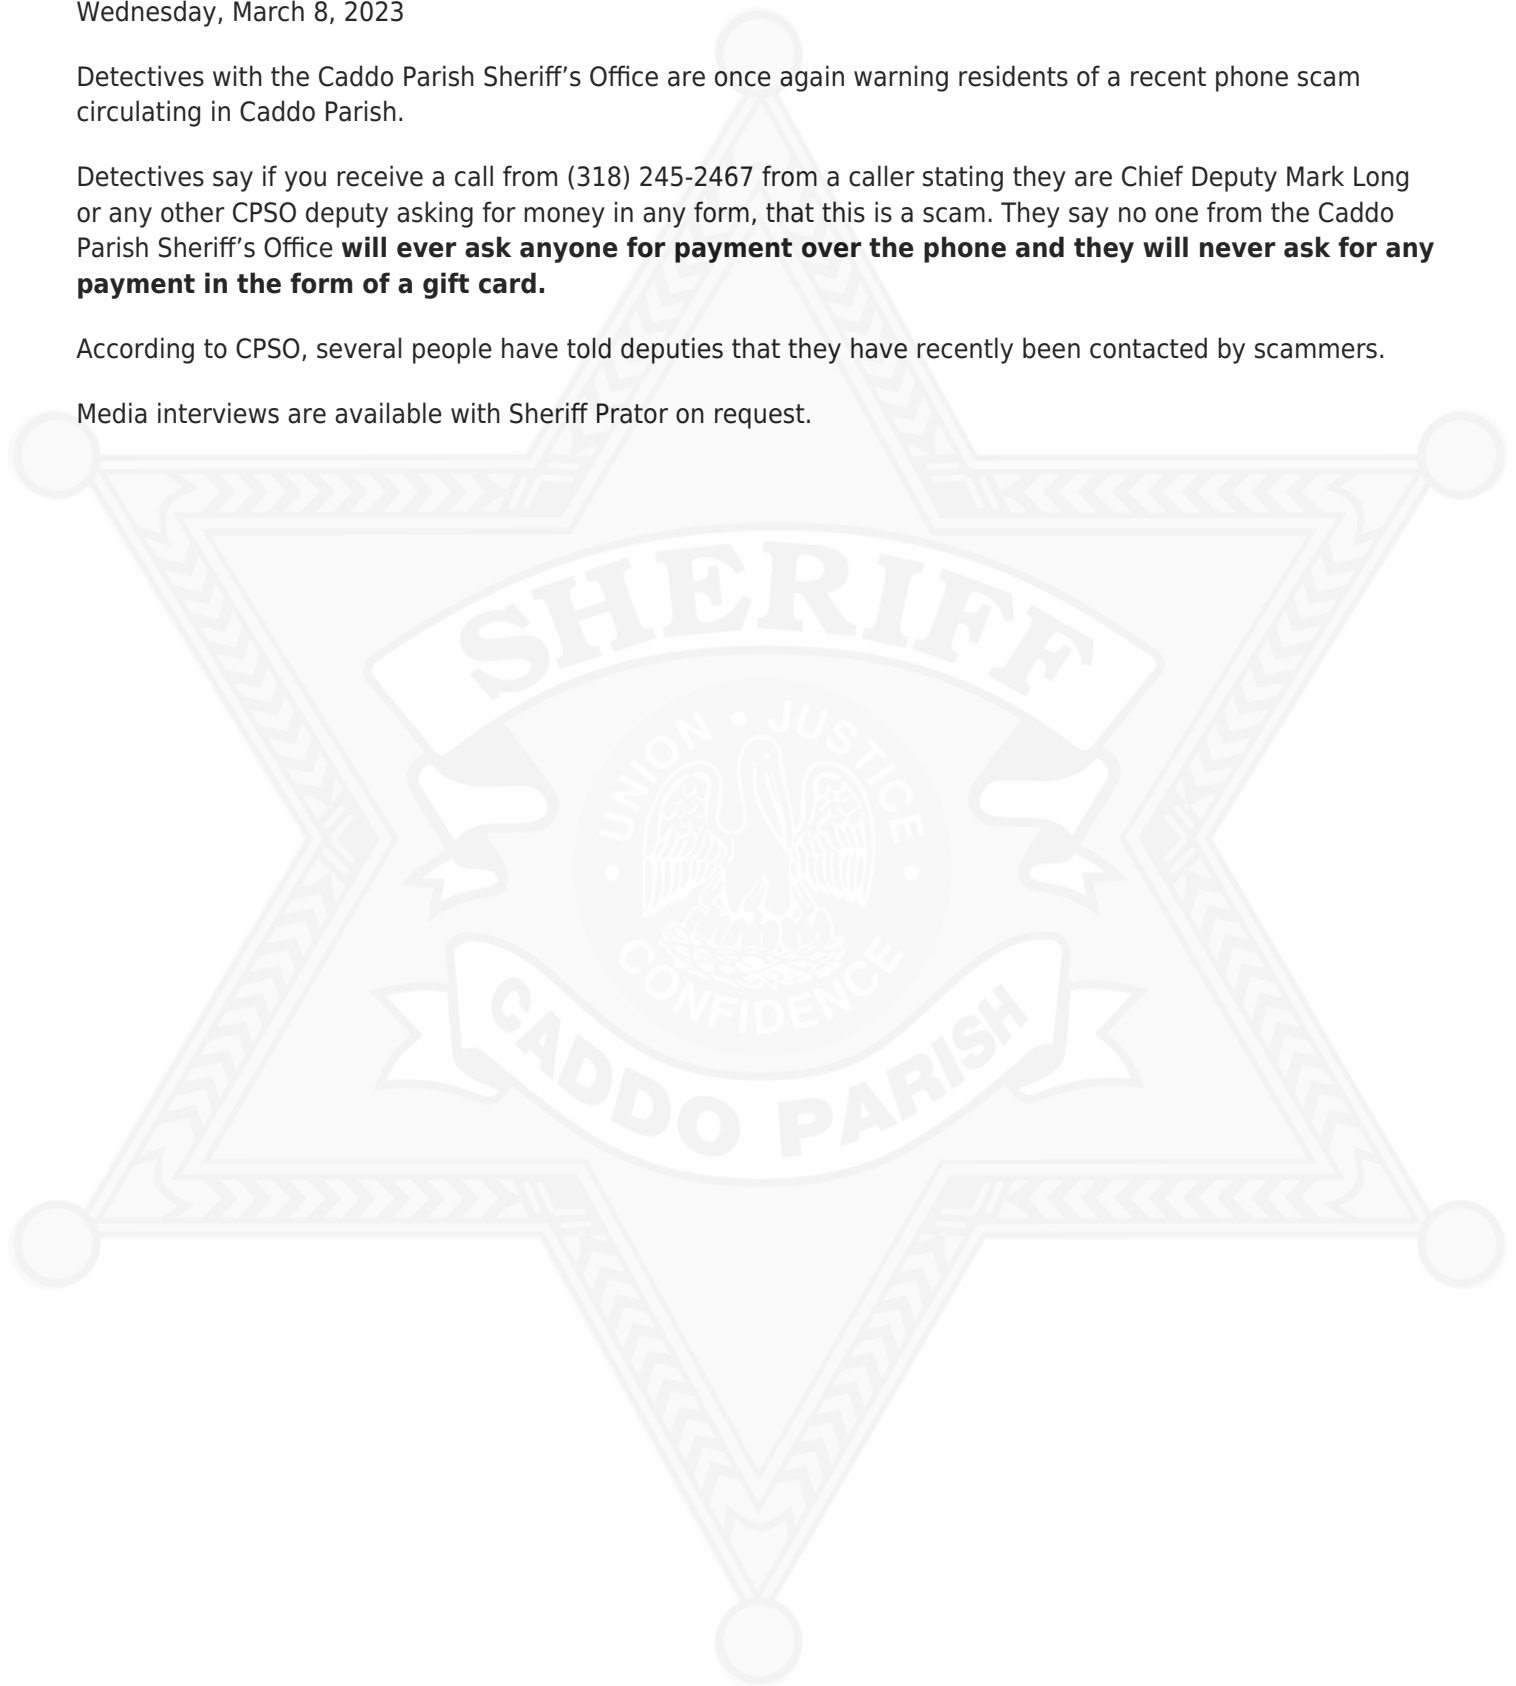 Wednesday, March 8, 2023
Detectives with the Caddo Parish Sheriff’s Office are once again warning residents of a recent phone scam
circulating in Caddo Parish.
Detectives say if you receive a call from (318) 245-2467 from a caller stating they are Chief Deputy Mark Long
or any other CPSO deputy asking for money in any form, that this is a scam. They say no one from the Caddo
Parish Sheriff’s Office will ever ask anyone for payment over the phone and they will never ask for any
payment in the form of a gift card.
According to CPSO, several people have told deputies that they have recently been contacted by scammers.
Media interviews are available with Sheriff Prator on request.
SHERIFF
UNION • JUSTICE
• CONFIDENCE •
CADDO PARISH